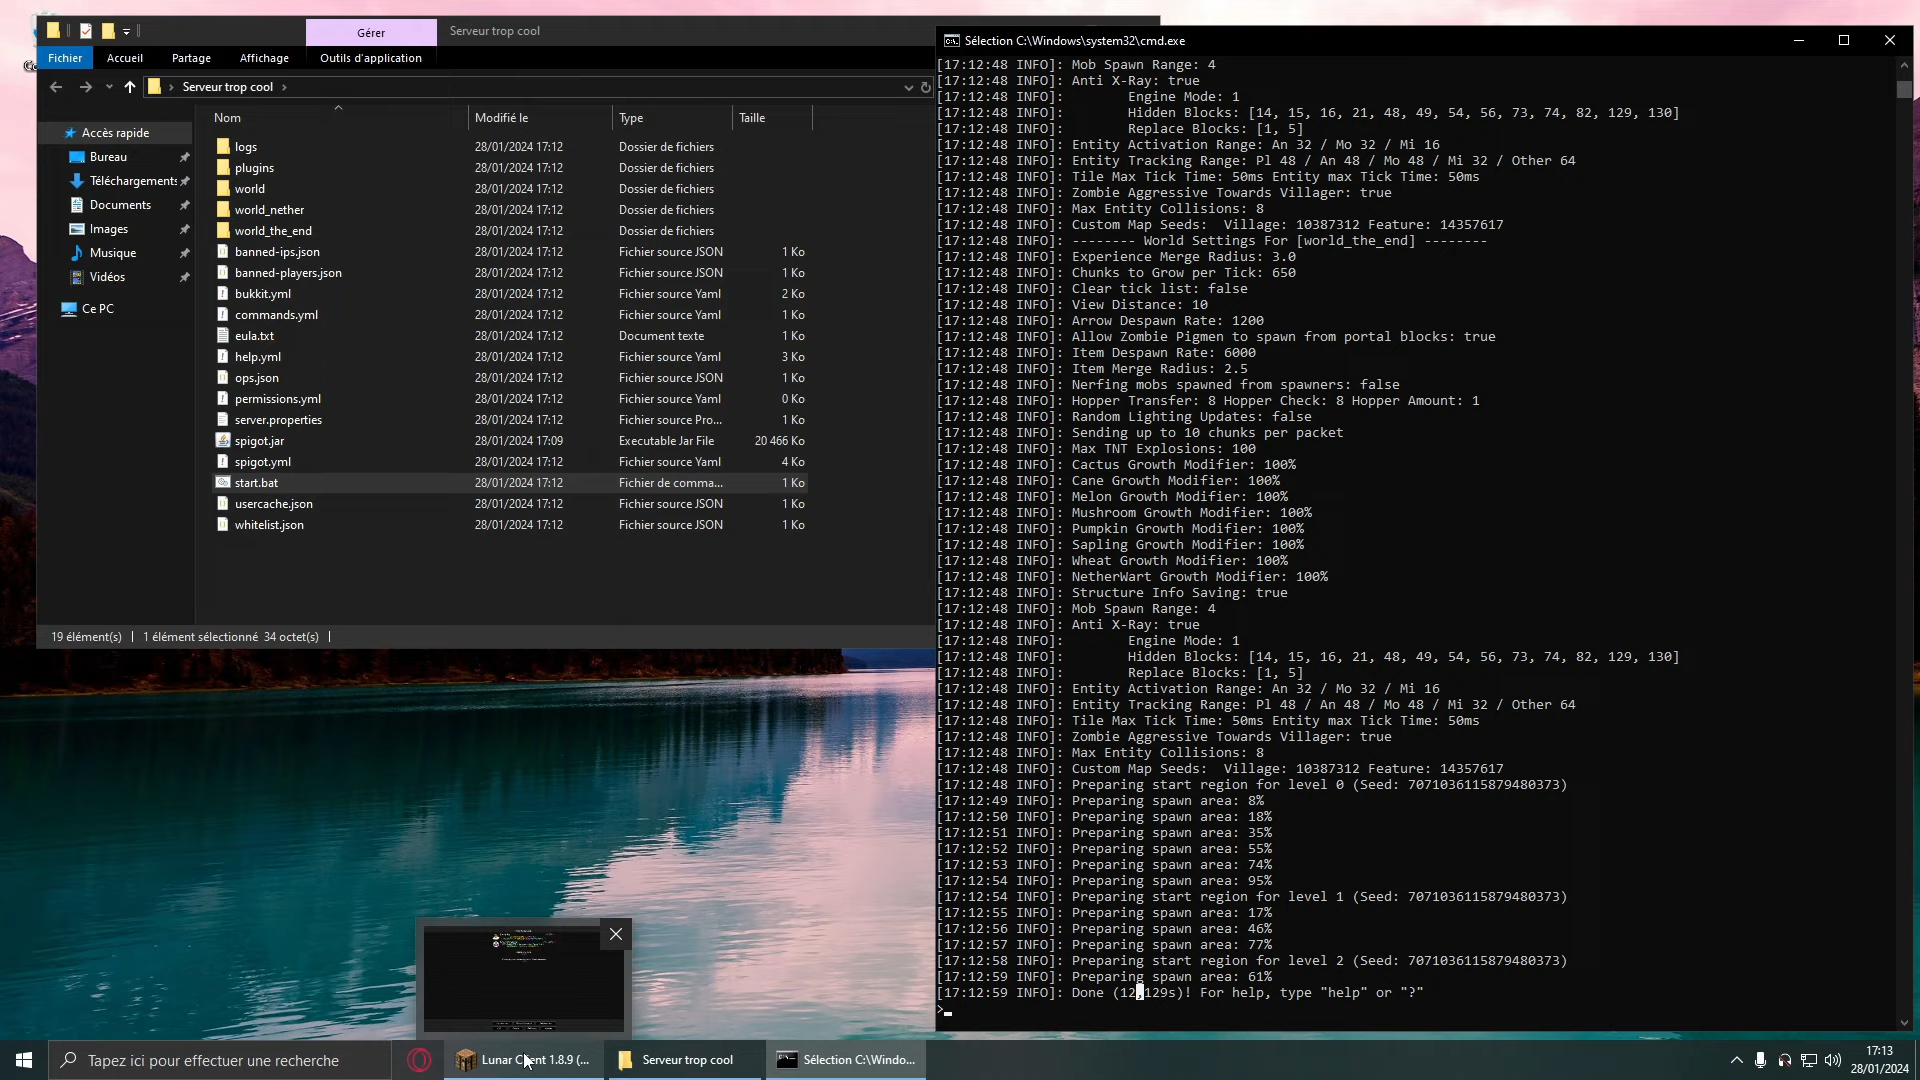 Gérer
Serveur trop cool
Fichier
Accueil
Partage
Affichage
Outils d'application
Serveur trop cool
Nom
Modifié le
Type
Taille
Accès rapide
Bureau
Téléchargements
Documents
Images
Musique
Vidéos
Ce PC
logs 28/01/2024 17:12 Dossier de fichiers
plugins 28/01/2024 17:12 Dossier de fichiers
world 28/01/2024 17:12 Dossier de fichiers
world_nether 28/01/2024 17:12 Dossier de fichiers
world_the_end 28/01/2024 17:12 Dossier de fichiers
banned-ips.json 28/01/2024 17:12 Fichier source JSON 1 Ko
banned-players.json 28/01/2024 17:12 Fichier source JSON 1 Ko
bukkit.yml 28/01/2024 17:12 Fichier source Yaml 2 Ko
commands.yml 28/01/2024 17:12 Fichier source Yaml 1 Ko
eula.txt 28/01/2024 17:12 Document texte 1 Ko
help.yml 28/01/2024 17:12 Fichier source Yaml 3 Ko
ops.json 28/01/2024 17:12 Fichier source JSON 1 Ko
permissions.yml 28/01/2024 17:12 Fichier source Yaml 0 Ko
server.properties 28/01/2024 17:12 Fichier source Pro... 1 Ko
spigot.jar 28/01/2024 17:09 Executable Jar File 20 466 Ko
spigot.yml 28/01/2024 17:12 Fichier source Yaml 4 Ko
start.bat 28/01/2024 17:12 Fichier de comma... 1 Ko
usercache.json 28/01/2024 17:12 Fichier source JSON 1 Ko
whitelist.json 28/01/2024 17:12 Fichier source JSON 1 Ko
19 élément(s) 1 élément sélectionné 34 octet(s)
Sélection C:\Windows\system32\cmd.exe
[17:12:48 INFO]: Mob Spawn Range: 4
[17:12:48 INFO]: Anti X-Ray: true
[17:12:48 INFO]: Engine Mode: 1
[17:12:48 INFO]: Hidden Blocks: [14, 15, 16, 21, 48, 49, 54, 56, 73, 74, 82, 129, 130]
[17:12:48 INFO]: Replace Blocks: [1, 5]
[17:12:48 INFO]: Entity Activation Range: An 32 / Mo 32 / Mi 16
[17:12:48 INFO]: Entity Tracking Range: Pl 48 / An 48 / Mo 48 / Mi 32 / Other 64
[17:12:48 INFO]: Tile Max Tick Time: 50ms Entity max Tick Time: 50ms
[17:12:48 INFO]: Zombie Aggressive Towards Villager: true
[17:12:48 INFO]: Max Entity Collisions: 8
[17:12:48 INFO]: Custom Map Seeds: Village: 10387312 Feature: 14357617
[17:12:48 INFO]: -------- World Settings For [world_the_end] --------
[17:12:48 INFO]: Experience Merge Radius: 3.0
[17:12:48 INFO]: Chunks to Grow per Tick: 650
[17:12:48 INFO]: Clear tick list: false
[17:12:48 INFO]: View Distance: 10
[17:12:48 INFO]: Arrow Despawn Rate: 1200
[17:12:48 INFO]: Allow Zombie Pigmen to spawn from portal blocks: true
[17:12:48 INFO]: Item Despawn Rate: 6000
[17:12:48 INFO]: Item Merge Radius: 2.5
[17:12:48 INFO]: Nerfing mobs spawned from spawners: false
[17:12:48 INFO]: Hopper Transfer: 8 Hopper Check: 8 Hopper Amount: 1
[17:12:48 INFO]: Random Lighting Updates: false
[17:12:48 INFO]: Sending up to 10 chunks per packet
[17:12:48 INFO]: Max TNT Explosions: 100
[17:12:48 INFO]: Cactus Growth Modifier: 100%
[17:12:48 INFO]: Cane Growth Modifier: 100%
[17:12:48 INFO]: Melon Growth Modifier: 100%
[17:12:48 INFO]: Mushroom Growth Modifier: 100%
[17:12:48 INFO]: Pumpkin Growth Modifier: 100%
[17:12:48 INFO]: Sapling Growth Modifier: 100%
[17:12:48 INFO]: Wheat Growth Modifier: 100%
[17:12:48 INFO]: NetherWart Growth Modifier: 100%
[17:12:48 INFO]: Structure Info Saving: true
[17:12:48 INFO]: Mob Spawn Range: 4
[17:12:48 INFO]: Anti X-Ray: true
[17:12:48 INFO]: Engine Mode: 1
[17:12:48 INFO]: Hidden Blocks: [14, 15, 16, 21, 48, 49, 54, 56, 73, 74, 82, 129, 130]
[17:12:48 INFO]: Replace Blocks: [1, 5]
[17:12:48 INFO]: Entity Activation Range: An 32 / Mo 32 / Mi 16
[17:12:48 INFO]: Entity Tracking Range: Pl 48 / An 48 / Mo 48 / Mi 32 / Other 64
[17:12:48 INFO]: Tile Max Tick Time: 50ms Entity max Tick Time: 50ms
[17:12:48 INFO]: Zombie Aggressive Towards Villager: true
[17:12:48 INFO]: Max Entity Collisions: 8
[17:12:48 INFO]: Custom Map Seeds: Village: 10387312 Feature: 14357617
[17:12:48 INFO]: Preparing start region for level 0 (Seed: 7071036115879480373)
[17:12:49 INFO]: Preparing spawn area: 8%
[17:12:50 INFO]: Preparing spawn area: 18%
[17:12:51 INFO]: Preparing spawn area: 35%
[17:12:52 INFO]: Preparing spawn area: 55%
[17:12:53 INFO]: Preparing spawn area: 74%
[17:12:54 INFO]: Preparing spawn area: 95%
[17:12:54 INFO]: Preparing start region for level 1 (Seed: 7071036115879480373)
[17:12:55 INFO]: Preparing spawn area: 17%
[17:12:56 INFO]: Preparing spawn area: 46%
[17:12:57 INFO]: Preparing spawn area: 77%
[17:12:58 INFO]: Preparing start region for level 2 (Seed: 7071036115879480373)
[17:12:59 INFO]: Preparing spawn area: 61%
[17:12:59 INFO]: Done (12,129s)! For help, type "help" or "?"
>
Tapez ici pour effectuer une recherche
Lunar Client 1.8.9 (...
Serveur trop cool
Sélection C:\Windo...
17:13
28/01/2024